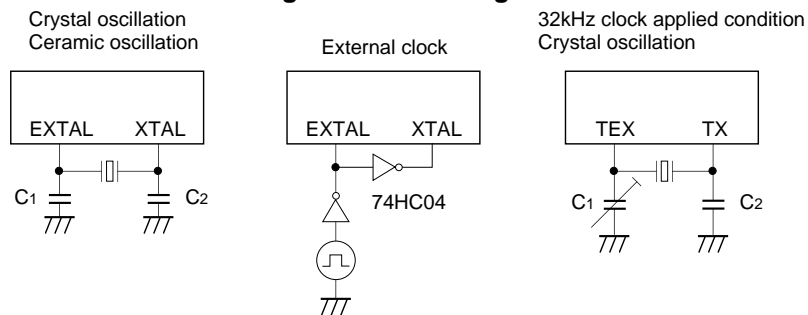 Crystal oscillation
Ceramic oscillation
EXTAL XTAL
C1
C2
External clock
EXTAL XTAL
74HC04
32kHz clock applied condition
Crystal oscillation
TEX TX
C1
C2